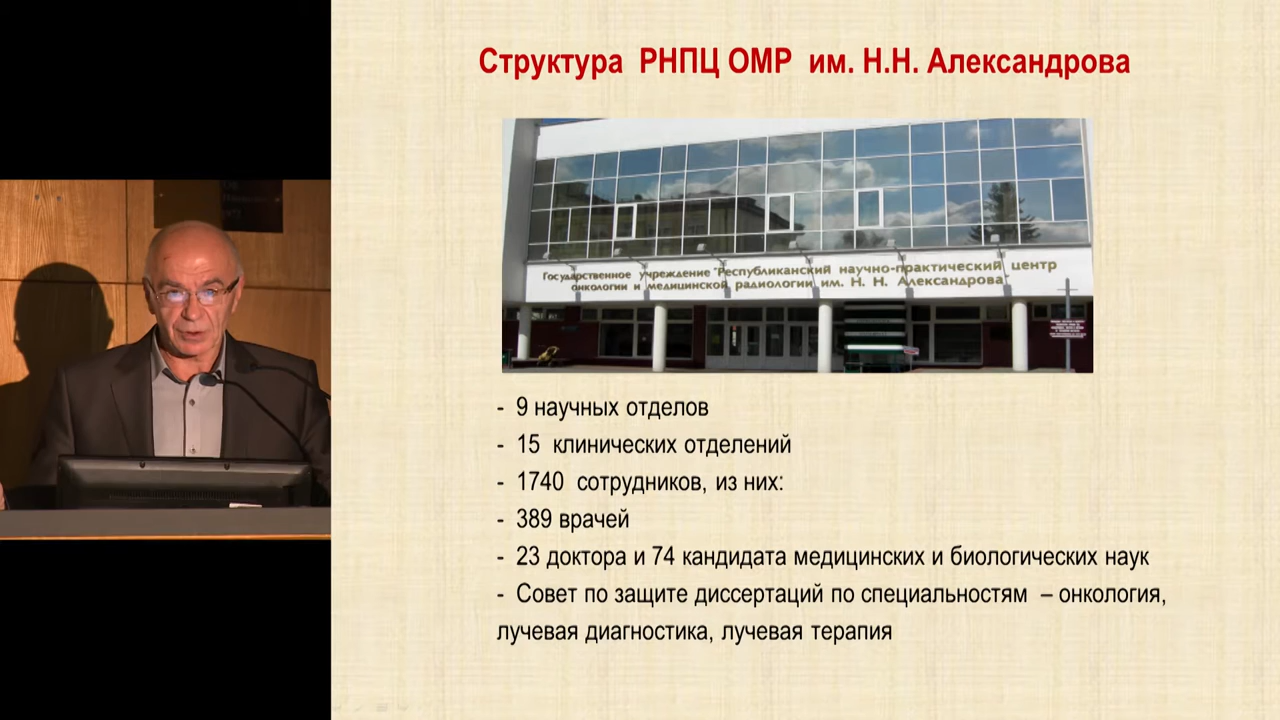 Структура РНПЦ ОМР им. Н.Н. Александрова
Государственное учреждение "Республиканский научно-практический центр
онкологии и медицинской радиологии им. Н. Н. Александрова"
- 9 научных отделов
- 15 клинических отделений
- 1740 сотрудников, из них:
- 389 врачей
- 23 доктора и 74 кандидата медицинских и биологических наук
- Совет по защите диссертаций по специальностям – онкология,
лучевая диагностика, лучевая терапия